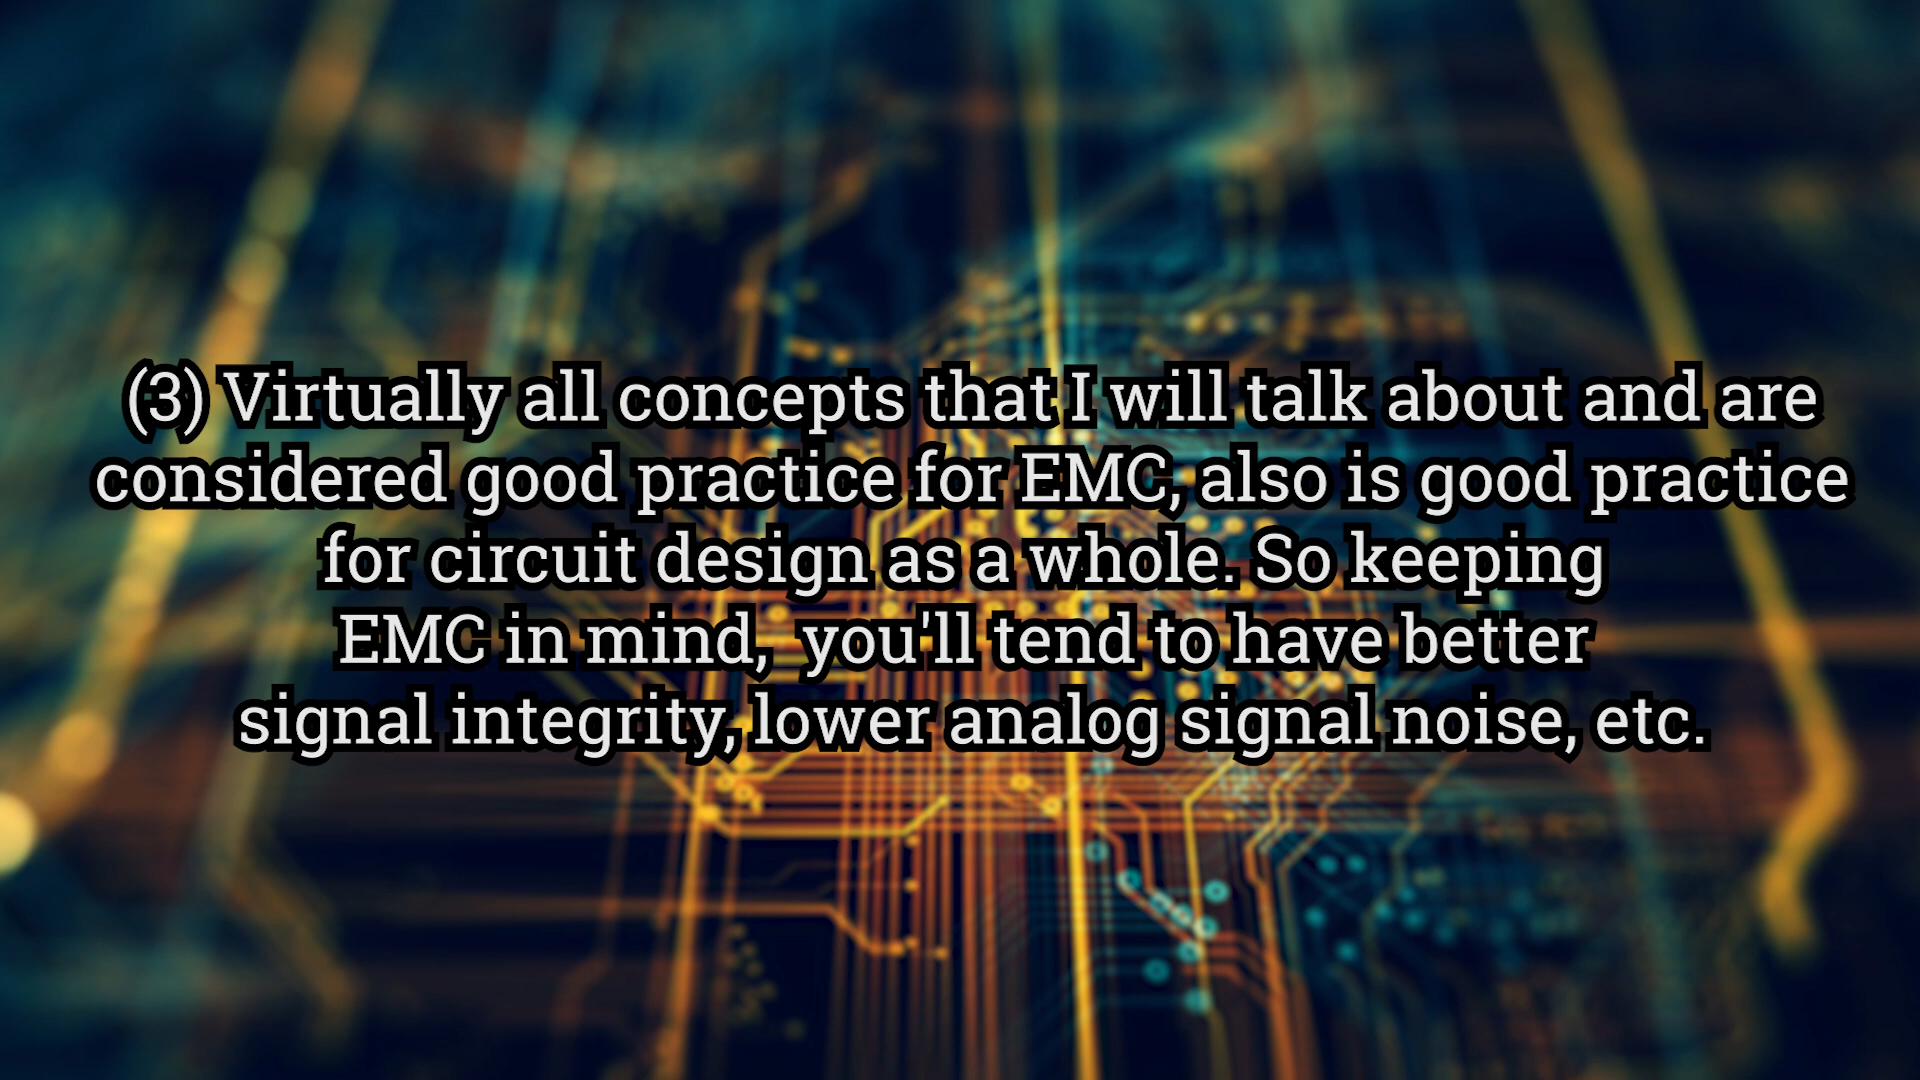 (3) Virtually all concepts that I will talk about and are
considered good practice for EMC, also is good practice
for circuit design as a whole. So keeping
EMC in mind,  you'll tend to have better
signal integrity, lower analog signal noise, etc.